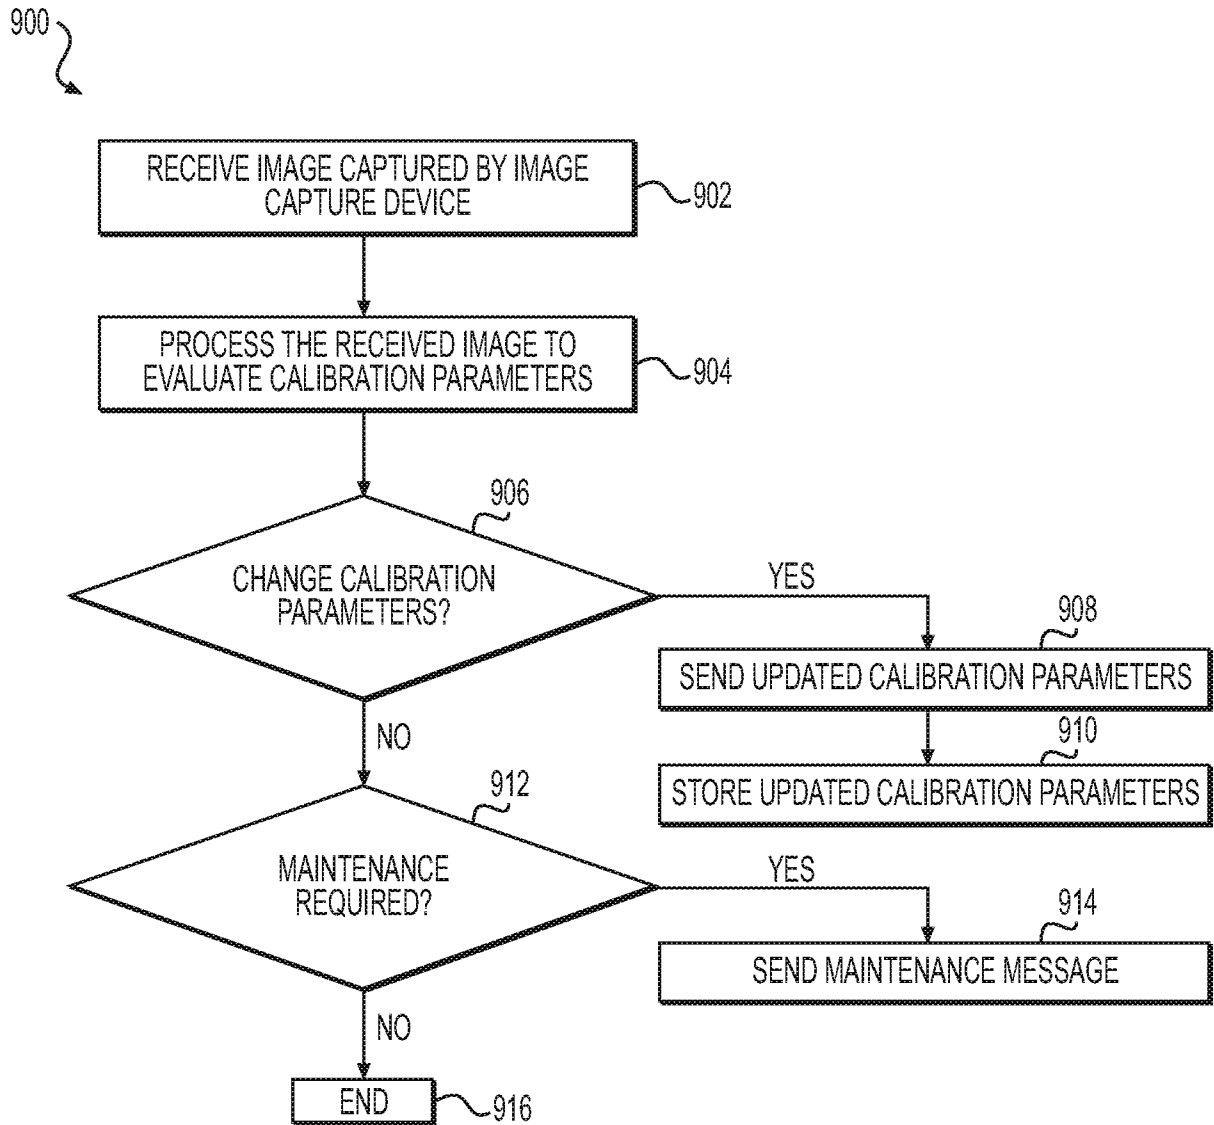 900
RECEIVE IMAGE CAPTURED BY IMAGE
CAPTURE DEVICE
902
PROCESS THE RECEIVED IMAGE TO
EVALUATE CALIBRATION PARAMETERS
904
906
CHANGE CALIBRATION
PARAMETERS?
YES
908
SEND UPDATED CALIBRATION PARAMETERS
910
STORE UPDATED CALIBRATION PARAMETERS
NO
912
MAINTENANCE
REQUIRED?
YES
914
SEND MAINTENANCE MESSAGE
NO
END
916